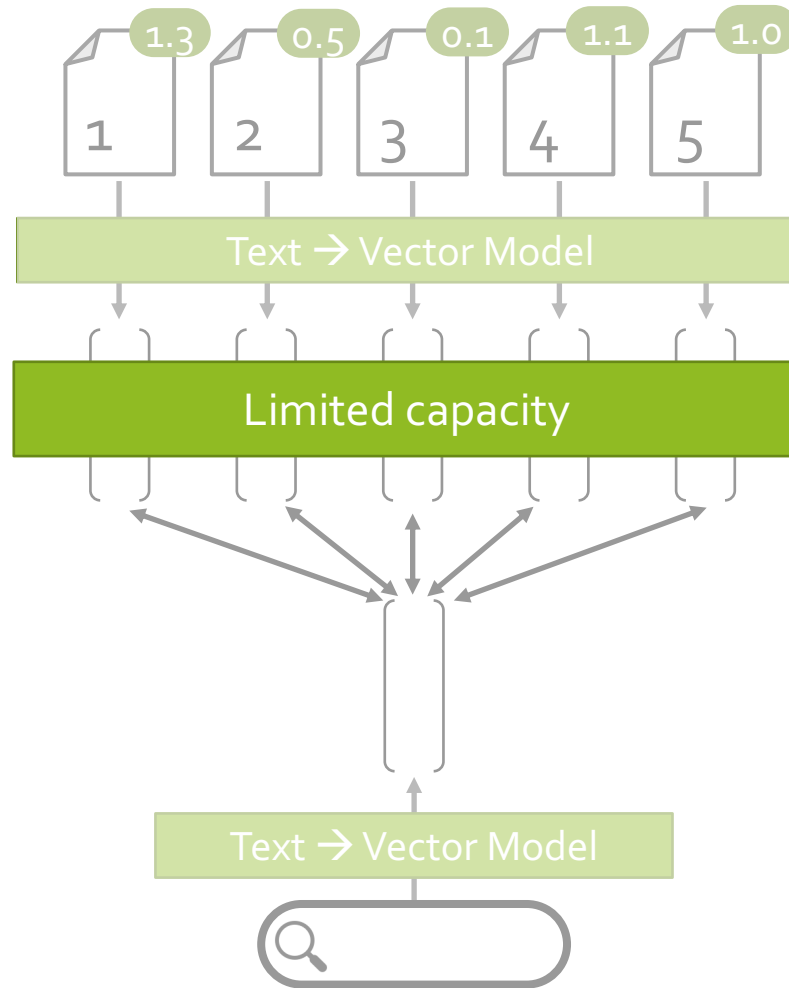 1.3 0.5 0.1 1.1 1.0
1 2 3 4 5
Text → Vector Model
Limited capacity
Text → Vector Model